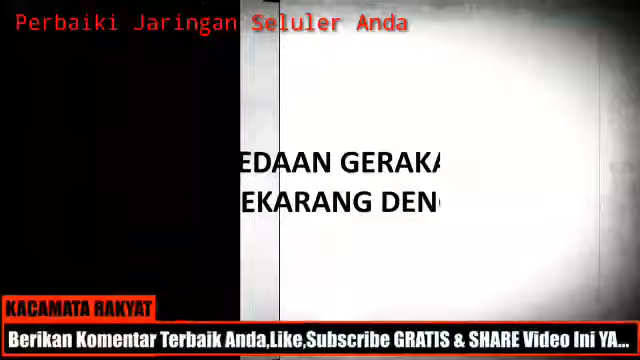 Perbaiki Jaringan Seluler Anda
EDAAN GERAKA
EKARANG DEN
KACAMATA RAKYAT
Berikan Komentar Terbaik Anda,Like,Subscribe GRATIS & SHARE Video Ini YA...